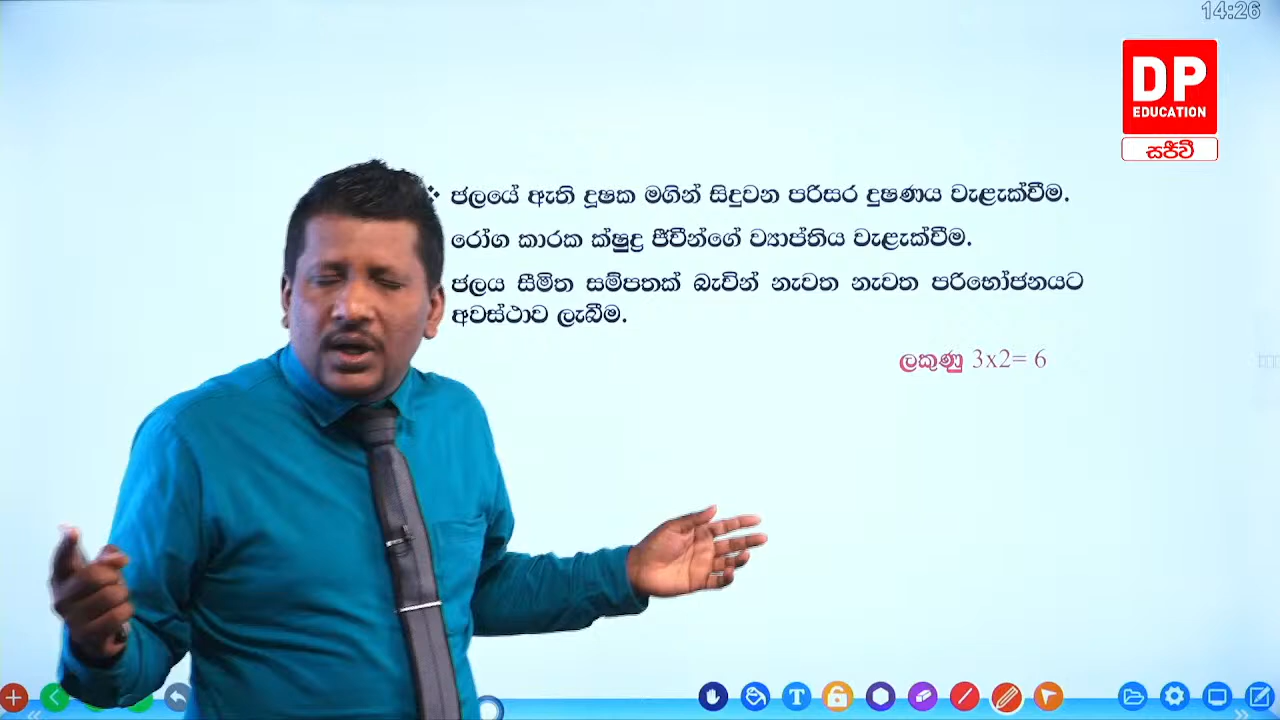 14:26
DP
EDUCATION
සජීවී
ජලයේ ඇති දූෂක මගින් සිදුවන පරිසර දුෂණය වැළැක්වීම.
රෝග කාරක ක්ෂුද්‍ර ජීවීන්ගේ ව්‍යාප්තිය වැළැක්වීම.
ජලය සීමිත සම්පතක් බැවින් නැවත නැවත පරිභෝජනයට
අවස්ථාව ලැබීම.
ලකුණු 3x2= 6
T